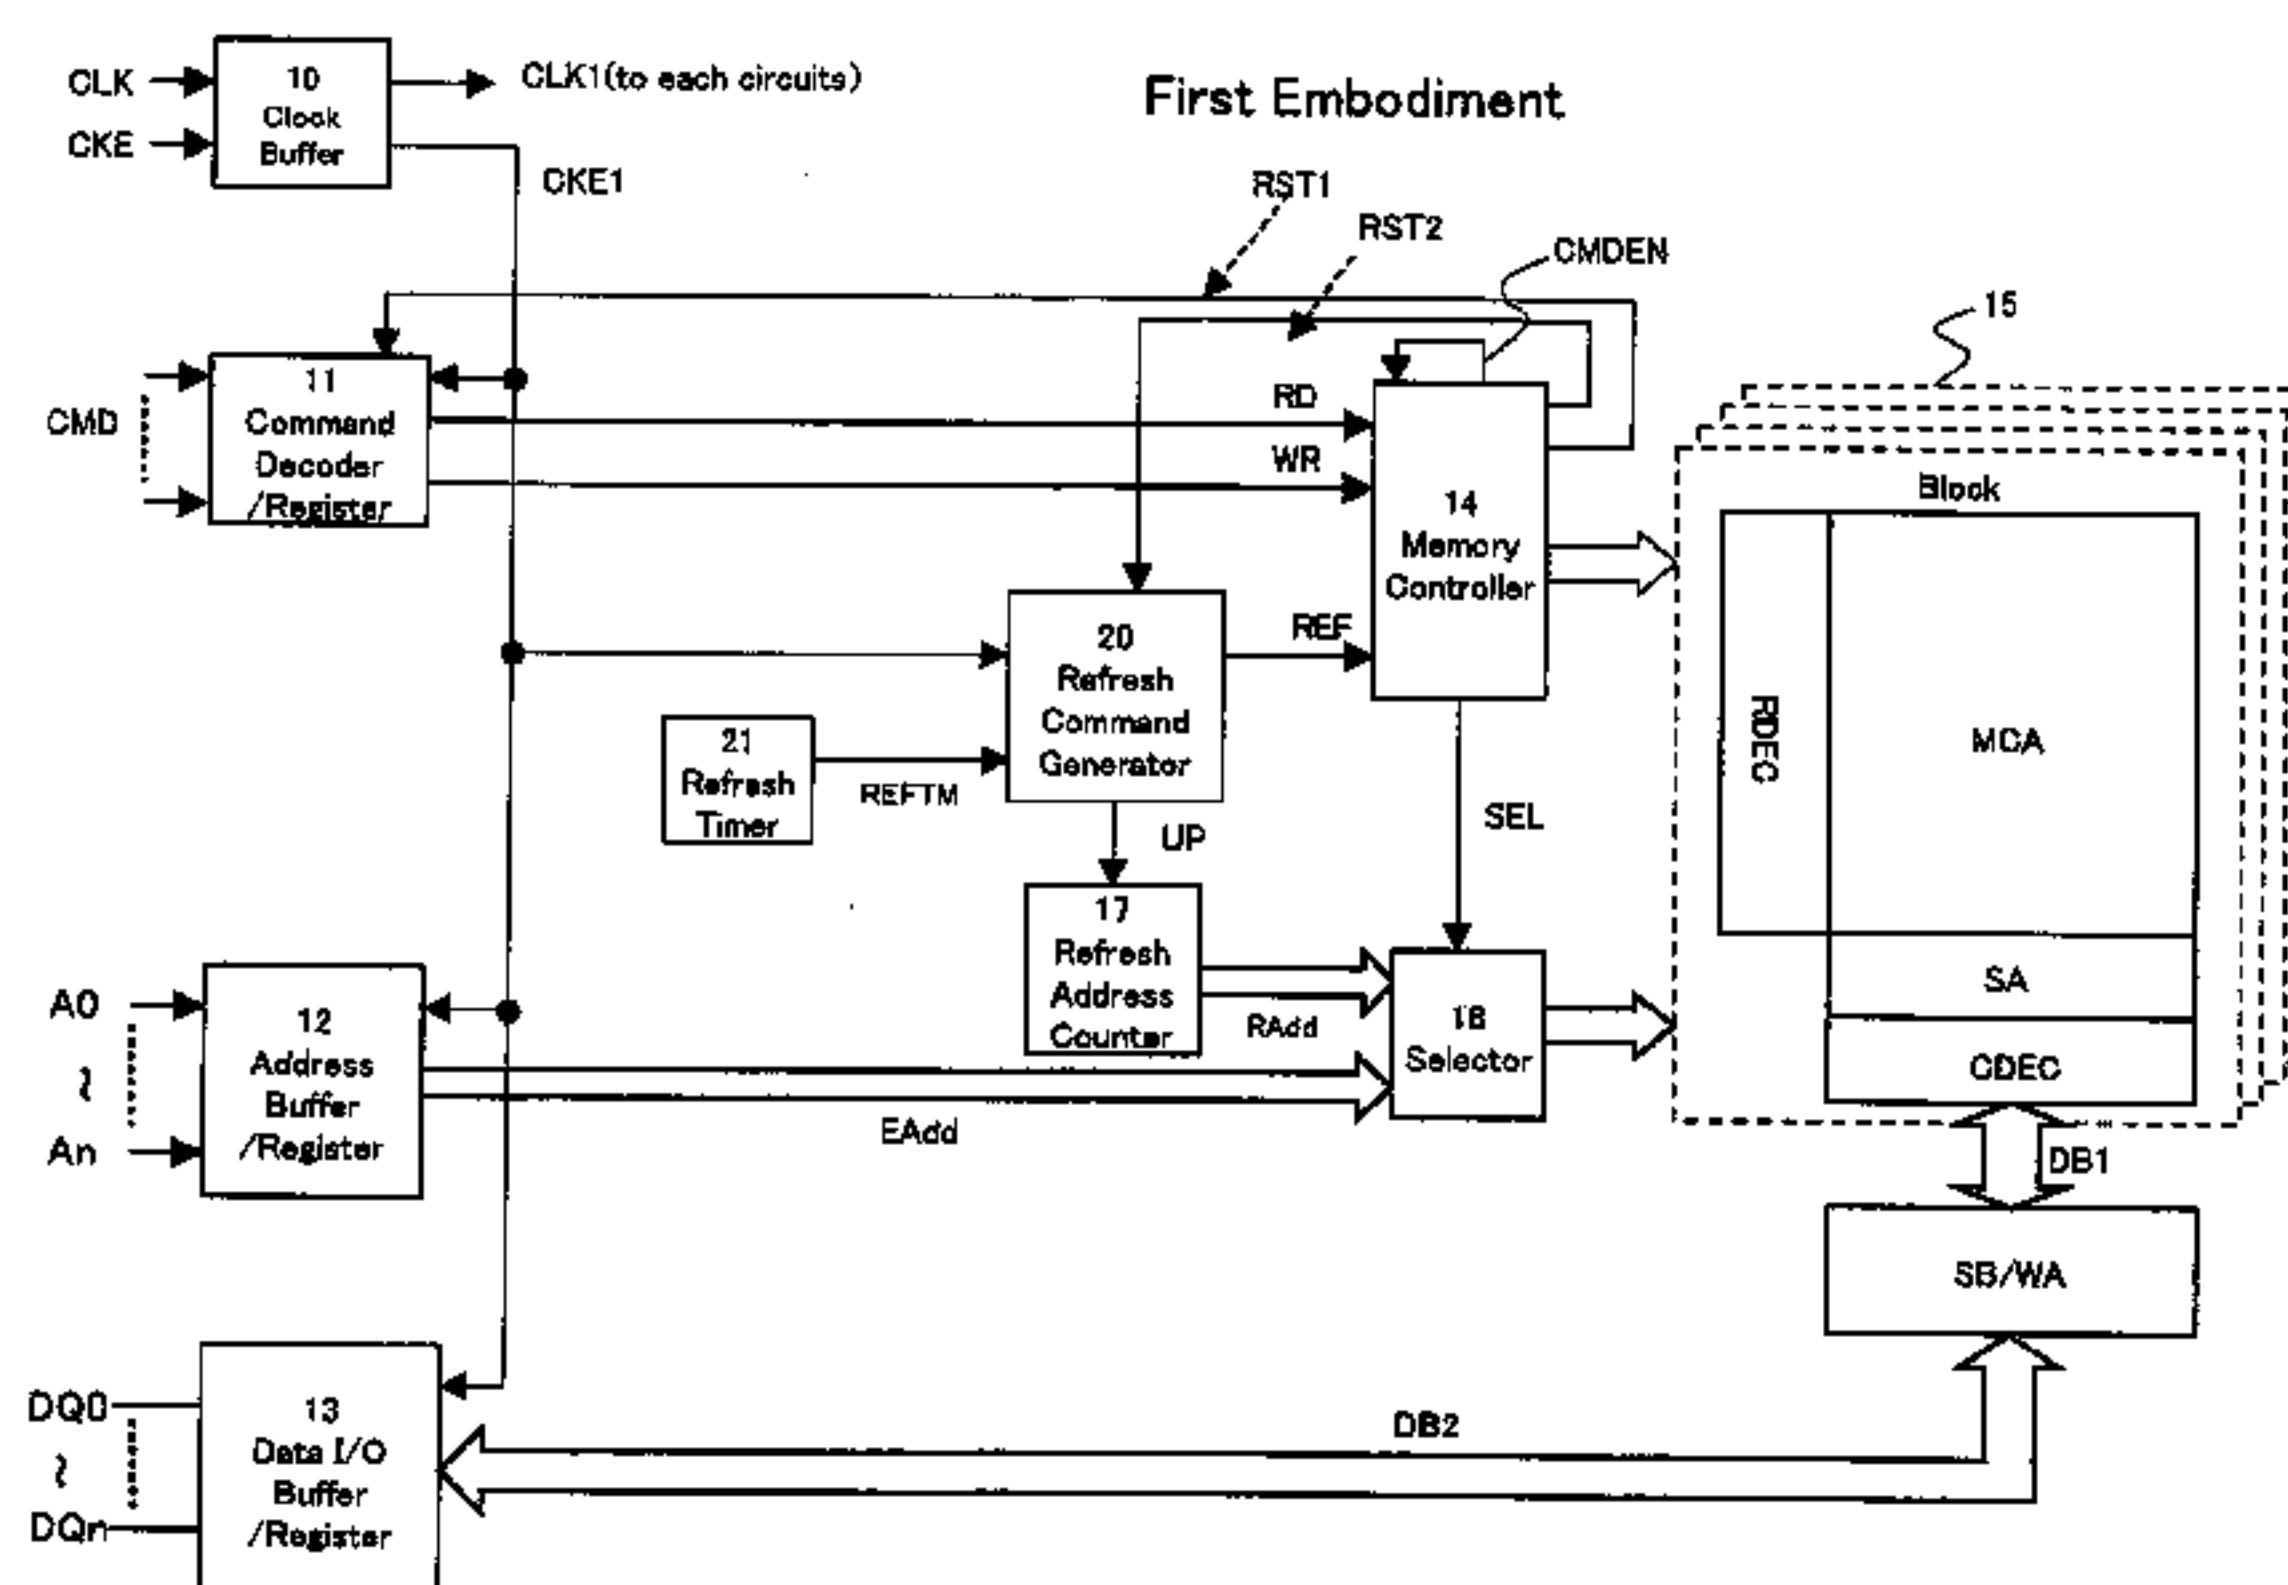 First Embodiment
CLK
CKE
10
Clock
Buffer
CLK1(to each circuits)
CKE1
RST1
RST2
CMDEN
15
CMD
11
Command
Decoder
/Register
RD
WR
14
Memory
Controller
Block
RDEC
MCA
SA
CDEC
20
Refresh
Command
Generator
REF
21
Refresh
Timer
REFTM
UP
SEL
17
Refresh
Address
Counter
RAdd
18
Selector
A0
~
An
12
Address
Buffer
/Register
EAdd
DB1
SB/WA
DQ0
~
DQn
13
Data I/O
Buffer
/Register
DB2